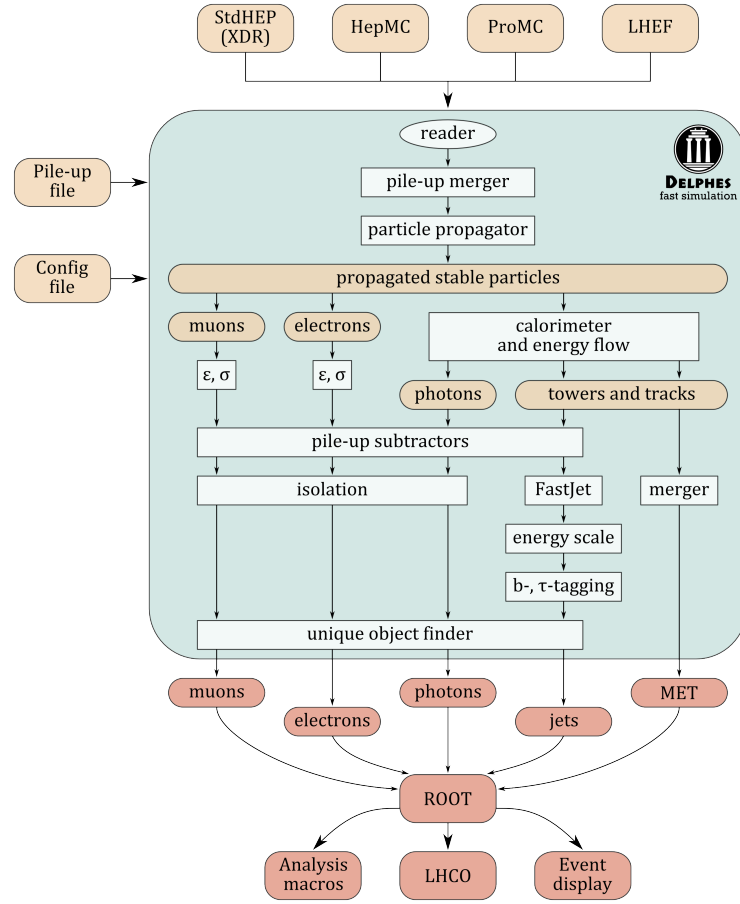 StdHEP
(XDR)
HepMC
ProMC
LHEF
reader
DELPHES
fast simulation
Pile-up
file
pile-up merger
particle propagator
Config
file
propagated stable particles
muons
electrons
calorimeter
and energy flow
ε, σ
ε, σ
photons
towers and tracks
pile-up subtractors
isolation
FastJet
merger
energy scale
b-, τ-tagging
unique object finder
muons
electrons
photons
jets
MET
ROOT
Analysis
macros
LHCO
Event
display